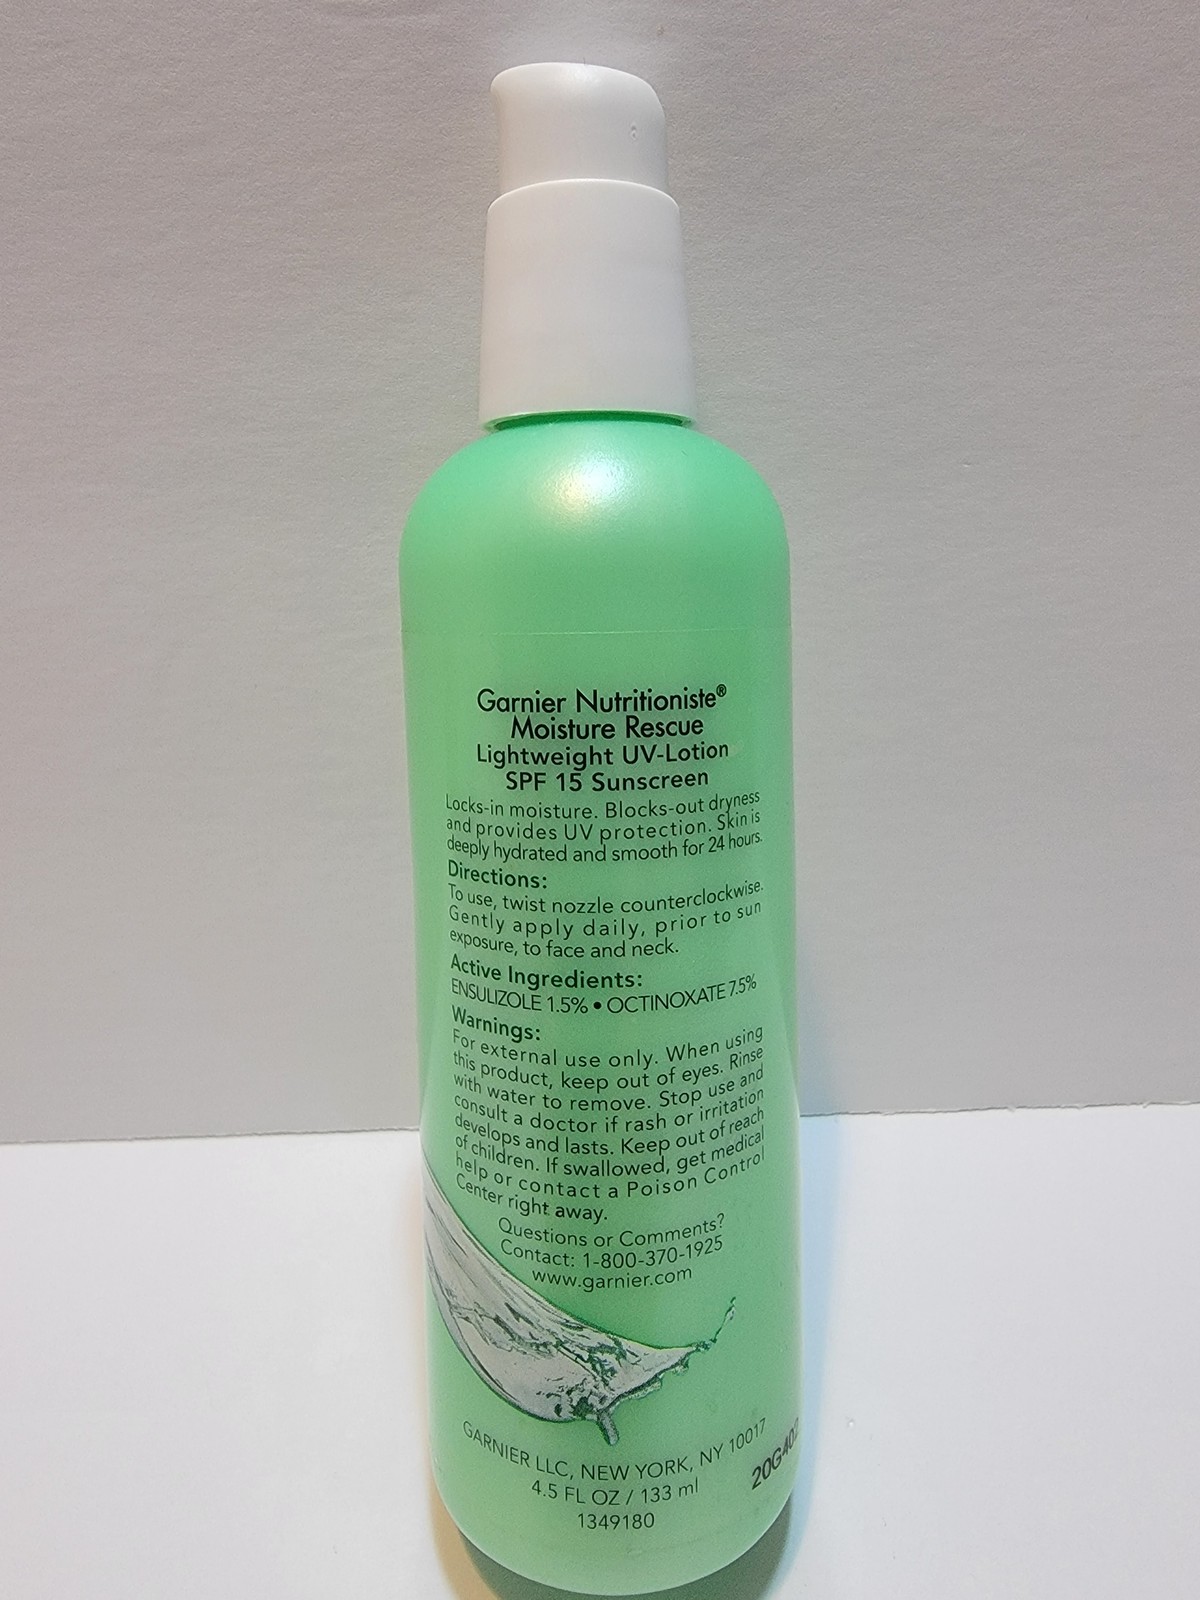 Garnier Nutritioniste®
Moisture Rescue
Lightweight UV-Lotion
SPF 15 Sunscreen
Locks-in moisture. Blocks-out dryness
and provides UV protection. Skin is
deeply hydrated and smooth for 24 hours.
Directions:
To use, twist nozzle counterclockwise.
Gently apply daily, prior to sun
exposure, to face and neck.
Active Ingredients:
ENSULIZOLE 1.5% • OCTINOXATE 7.5%
Warnings:
For external use only. When using
this product, keep out of eyes. Rinse
with water to remove. Stop use and
consult a doctor if rash or irritation
develops and lasts. Keep out of reach
of children. If swallowed, get medical
help or contact a Poison Control
Center right away.
Questions or Comments?
Contact: 1-800-370-1925
www.garnier.com
GARNIER LLC, NEW YORK, NY 10017
4.5 FL OZ / 133 ml
1349180